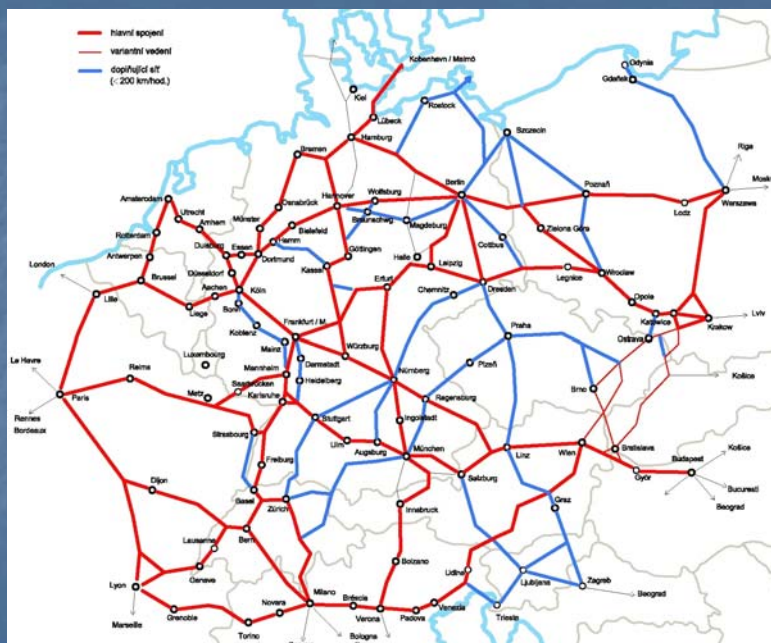 hlavní spojení
variantní vedení
doplňující síť
(< 200 km/hod.)
Kobenhavn / Malmö
Gdynia
Gdańsk
Kiel
Rostock
Lübeck
Hamburg
Szczecin
Riga
Bremen
Moskva
Amsterodam
Utrecht
Osnabrück
Hannover
Wolfsburg
Berlin
Poznaň
Warszawa
Lodz
Arnhem
Münster
Bielefeld
Braunschweig
Magdeburg
Rotterdam
Duisburg
Essen
Hamm
Zielona Góra
Antwerpen
Dortmund
Göttingen
Halle
Cottbus
London
Düsseldorf
Kassel
Leipzig
Legnice
Wroclaw
Brussel
Aachen
Köln
Erfurt
Chemnitz
Dresden
Opole
Lille
Liege
Bonn
Katowice
Krakow
Lviv
Koblenz
Frankfurt / M.
Praha
Ostrava
Le Havre
Luxembourg
Mainz
Würzburg
Reims
Mannheim
Darmstadt
Nürnberg
Plzeň
Košice
Metz
Saarbrücken
Heidelberg
Brno
Paris
Karlsruhe
Regensburg
Rennes
Bordeaux
Strasbourg
Stuttgart
Ingolstadt
Ulm
Augsburg
München
Linz
Wien
Bratislava
Budapest
Košice
Freiburg
Salzburg
Győr
Bucuresti
Dijon
Basel
Zürich
Innsbruck
Graz
Beograd
Lausanne
Bern
Geneve
Bolzano
Udine
Lyon
Ljubljana
Zagreb
Beograd
Marseille
Grenoble
Novara
Milano
Bréscia
Verona
Padova
Venezia
Triesin
Torino
Bologna